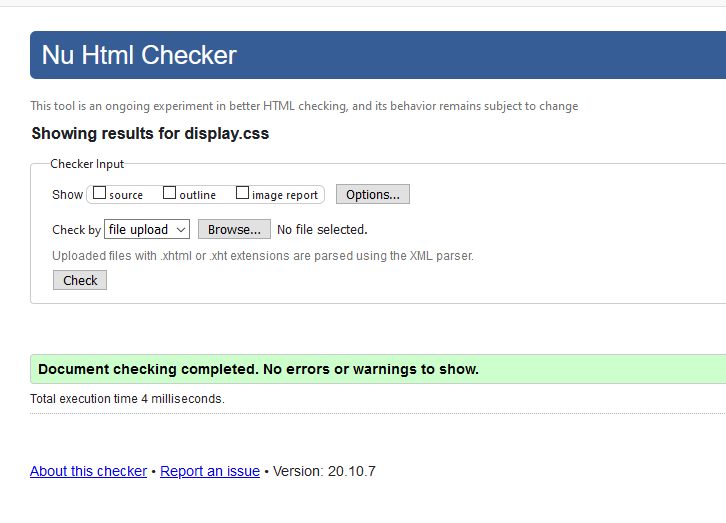 Nu Html Checker
This tool is an ongoing experiment in better HTML checking, and its behavior remains subject to change
Showing results for display.css
Checker Input
Show source outline image report Options...
Check by file upload Browse... No file selected.
Uploaded files with .xhtml or .xht extensions are parsed using the XML parser.
Check
Document checking completed. No errors or warnings to show.
Total execution time 4 milliseconds.
About this checker • Report an issue • Version: 20.10.7